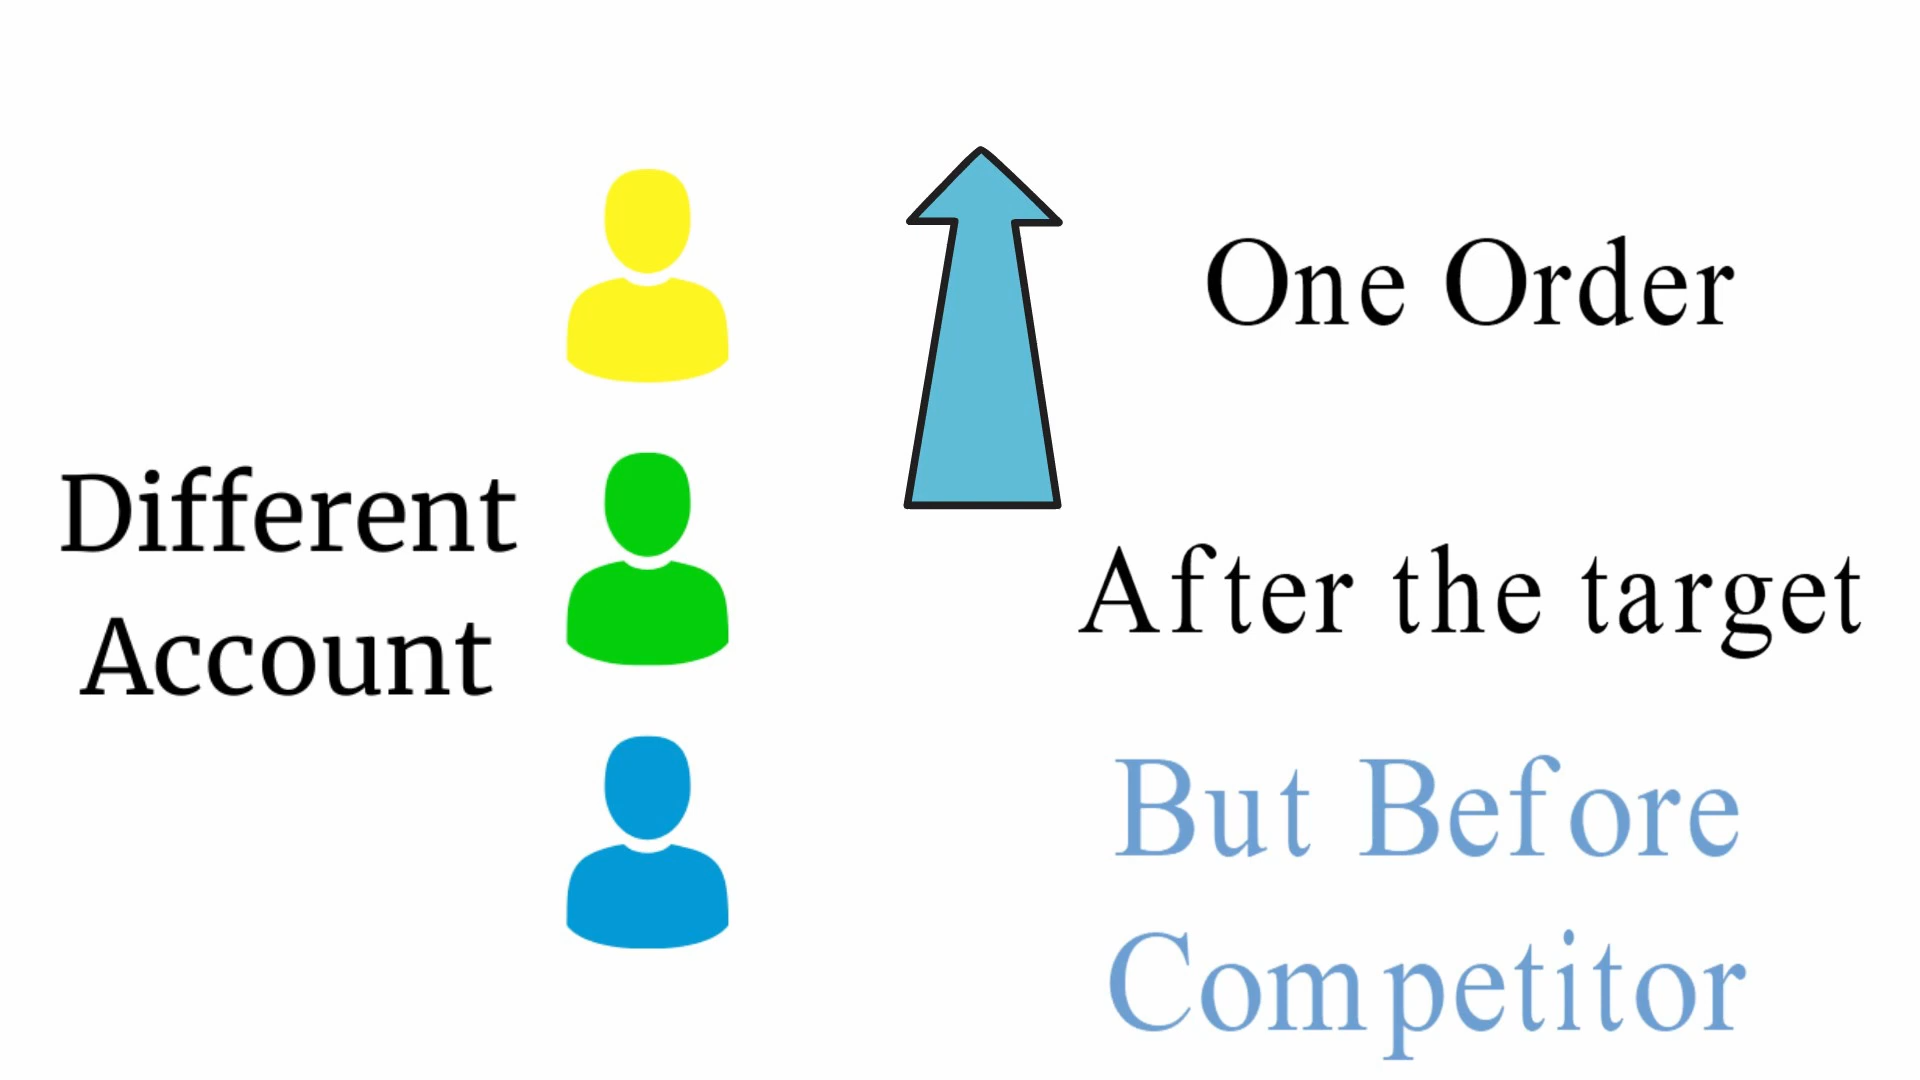 Different
Account
One Order
After the target
But Before
Competitor